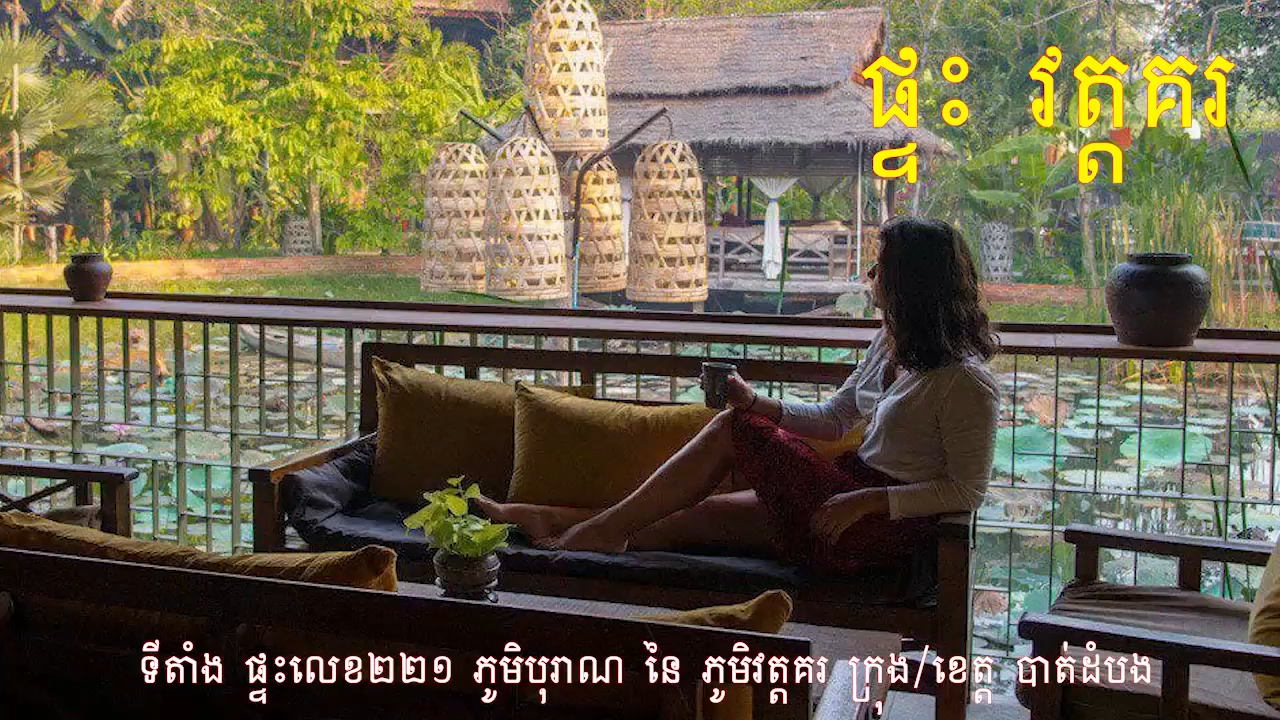 ផ្ទះ វត្តគរ
ទីតាំង ផ្ទះលេខ២២១ ភូមិបុរាណ នៃ ភូមិវត្តគរ ក្រុង/ខេត្ត បាត់ដំបង